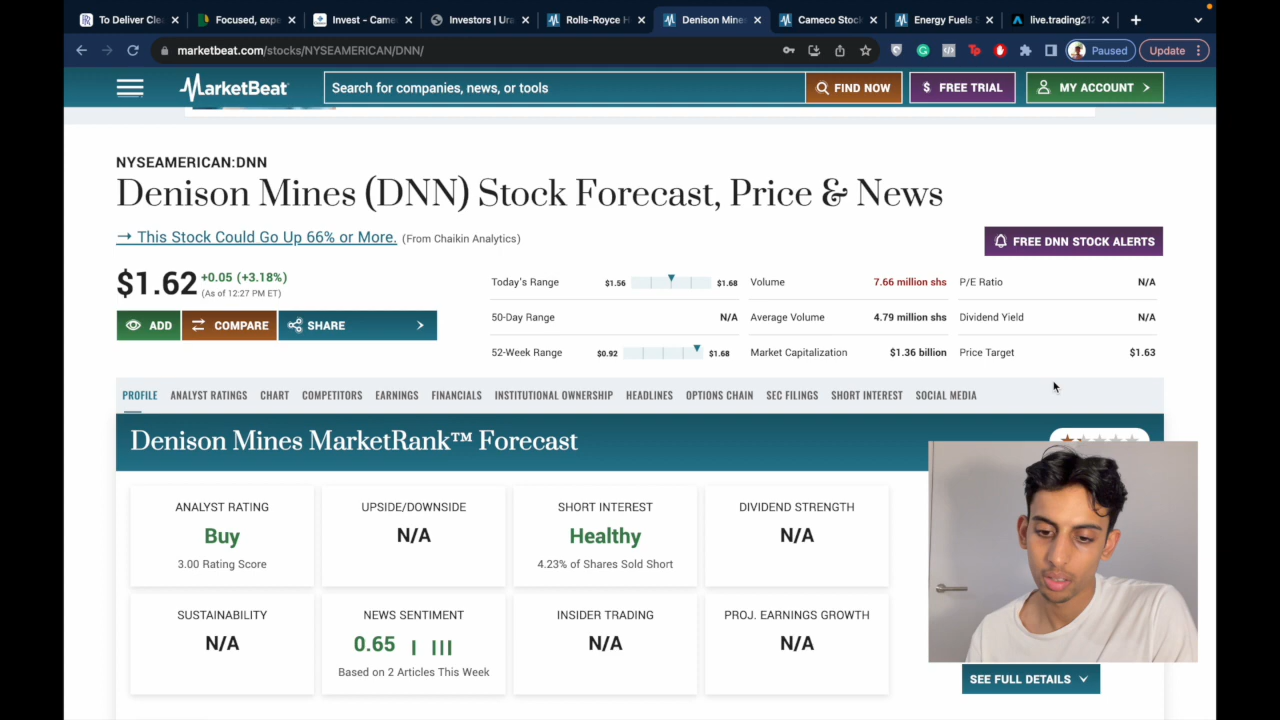 To Deliver Cle
Focused, expe
Invest - Came
Investors | Ura
Rolls-Royce H
Denison Mine
Cameco Stock
Energy Fuels S
live.trading21
marketbeat.com/stocks/NYSEAMERICAN/DNN/
Paused
Update
MARKETBEAT
Search for companies, news, or tools
FIND NOW
$ FREE TRIAL
MY ACCOUNT
NYSEAMERICAN:DNN
Denison Mines (DNN) Stock Forecast, Price & News
→ This Stock Could Go Up 66% or More. (From Chaikin Analytics)
FREE DNN STOCK ALERTS
$1.62 +0.05 (+3.18%)
(As of 12:27 PM ET)
ADD
COMPARE
SHARE
Today's Range $1.56 $1.68
Volume 7.66 million shs
P/E Ratio N/A
50-Day Range N/A
Average Volume 4.79 million shs
Dividend Yield N/A
52-Week Range $0.92 $1.68
Market Capitalization $1.36 billion
Price Target $1.63
PROFILE ANALYST RATINGS CHART COMPETITORS EARNINGS FINANCIALS INSTITUTIONAL OWNERSHIP HEADLINES OPTIONS CHAIN SEC FILINGS SHORT INTEREST SOCIAL MEDIA
Denison Mines MarketRank™ Forecast
ANALYST RATING
Buy
3.00 Rating Score
UPSIDE/DOWNSIDE
N/A
SHORT INTEREST
Healthy
4.23% of Shares Sold Short
DIVIDEND STRENGTH
N/A
SUSTAINABILITY
N/A
NEWS SENTIMENT
0.65
Based on 2 Articles This Week
INSIDER TRADING
N/A
PROJ. EARNINGS GROWTH
N/A
SEE FULL DETAILS